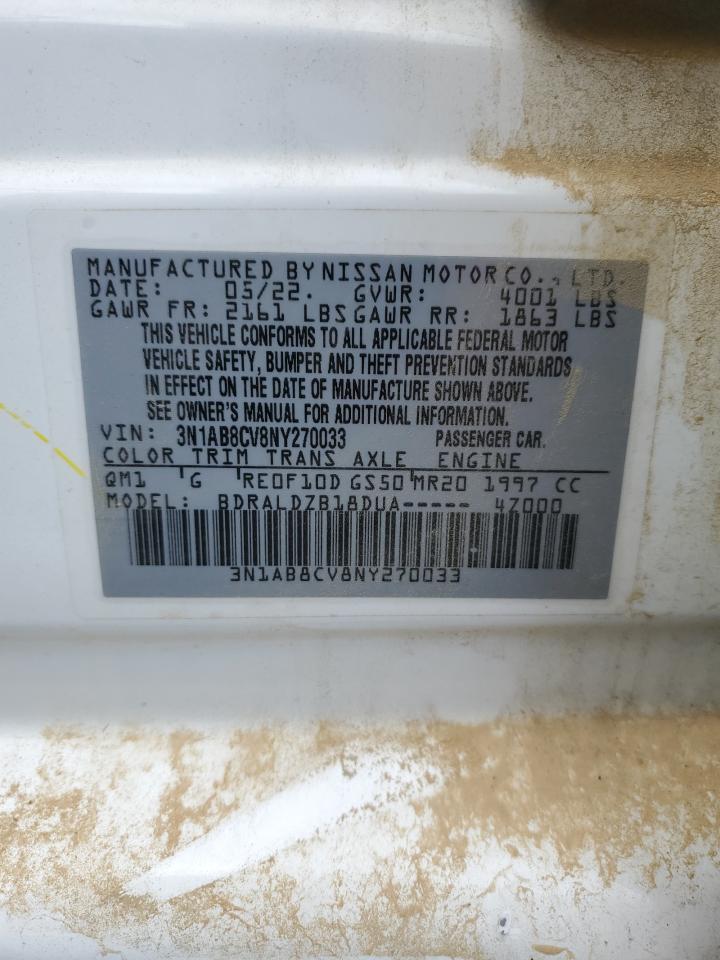 MANUFACTURED BY NISSAN MOTOR CO., LTD.
DATE: 05/22. GVWR: 4001 LBS
GAWR FR: 2161 LBS GAWR RR: 1863 LBS
THIS VEHICLE CONFORMS TO ALL APPLICABLE FEDERAL MOTOR
VEHICLE SAFETY, BUMPER AND THEFT PREVENTION STANDARDS
IN EFFECT ON THE DATE OF MANUFACTURE SHOWN ABOVE.
SEE OWNER'S MANUAL FOR ADDITIONAL INFORMATION.
VIN: 3N1AB8CV8NY270033 PASSENGER CAR.
COLOR TRIM TRANS AXLE ENGINE
QM1 G RE0F10D GS50 MR20 1997 CC
MODEL: BDRALDZB18DUA----- 4Z000
3N1AB8CV8NY270033